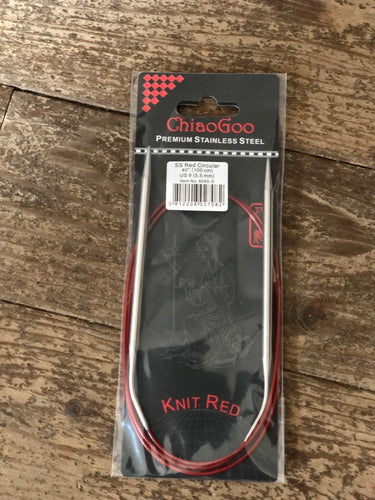 ChiaoGoo
PREMIUM STAINLESS STEEL
SS Red Circular
40" (100 cm)
US 9 (5.5 mm)
KNIT RED